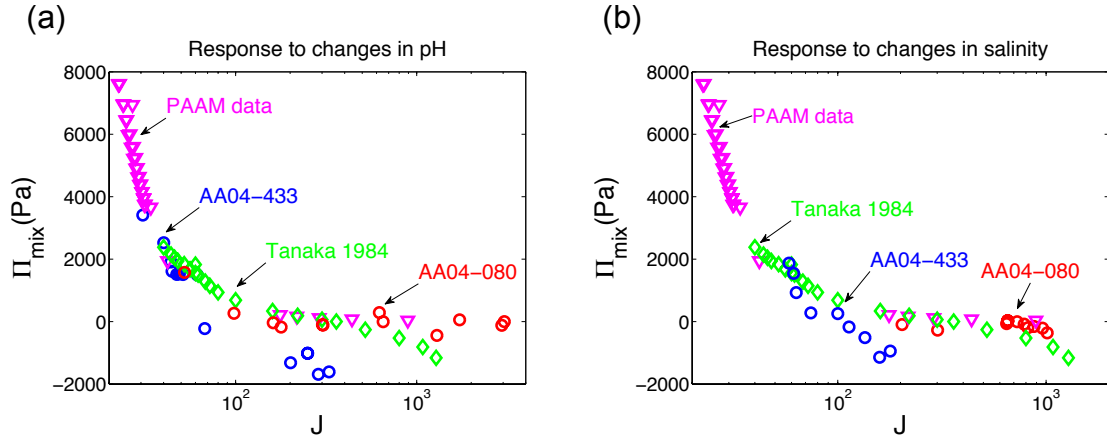 (a)
Response to changes in pH
8000
6000
4000
2000
0
−2000
Π_mix(Pa)
PAAM data
AA04−433
Tanaka 1984
AA04−080
10^2
10^3
J
(b)
Response to changes in salinity
8000
6000
4000
2000
0
−2000
Π_mix(Pa)
PAAM data
Tanaka 1984
AA04−433
AA04−080
10^2
10^3
J